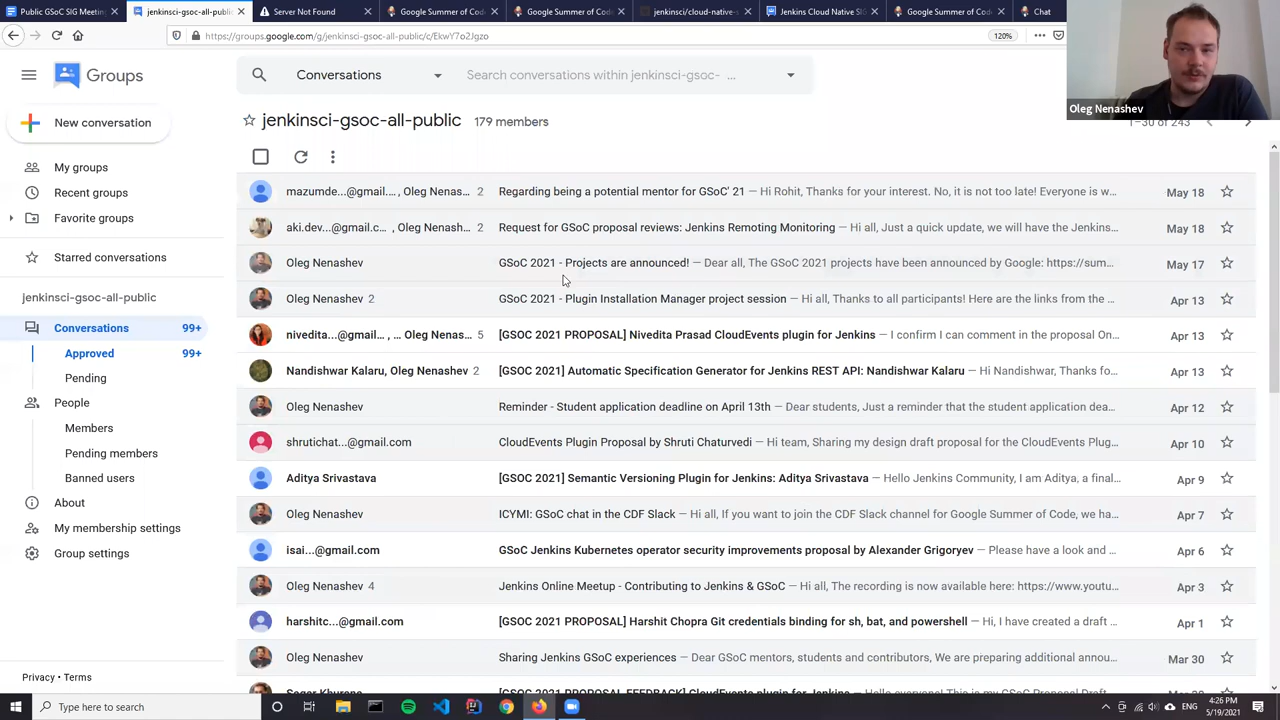 Public GSoC SIG Meeting
jenkinsci-gsoc-all-public
Server Not Found
Google Summer of Code
Google Summer of Code
jenkinsci/cloud-native-s
Jenkins Cloud Native SIG
Google Summer of Code
Chat
https://groups.google.com/g/jenkinsci-gsoc-all-public/c/EkwY7o2Jgzo
120%
Groups
Conversations
Search conversations within jenkinsci-gsoc- ...
Oleg Nenashev
New conversation
jenkinsci-gsoc-all-public 179 members
1–30 of 243
My groups
Recent groups
Favorite groups
Starred conversations
jenkinsci-gsoc-public
Conversations 99+
Approved 99+
Pending
People
Members
Pending members
Banned users
About
My membership settings
Group settings
Privacy • Terms
mazumde...@gmail.... , Oleg Nenas... 2 Regarding being a potential mentor for GSoC' 21 — Hi Rohit, Thanks for your interest. No, it is not too late! Everyone is w... May 18
aki.dev...@gmail.c... , Oleg Nenash... 2 Request for GSoC proposal reviews: Jenkins Remoting Monitoring — Hi all, Just a quick update, we will have the Jenkins... May 18
Oleg Nenashev GSoC 2021 - Projects are announced! — Dear all, The GSoC 2021 projects have been announced by Google: https://sum... May 17
Oleg Nenashev 2 GSoC 2021 - Plugin Installation Manager project session — Hi all, Thanks to all participants! Here are the links from the ... Apr 13
nivedita...@gmail... , ... Oleg Nenas... 5 [GSOC 2021 PROPOSAL] Nivedita Prasad CloudEvents plugin for Jenkins — I confirm I can comment in the proposal On... Apr 13
Nandishwar Kalaru, Oleg Nenashev 2 [GSOC 2021] Automatic Specification Generator for Jenkins REST API: Nandishwar Kalaru — Hi Nandishwar, Thanks fo... Apr 13
Oleg Nenashev Reminder - Student application deadline on April 13th — Dear students, Just a reminder that the student application dea... Apr 12
shrutichat...@gmail.com CloudEvents Plugin Proposal by Shruti Chaturvedi — Hi team, Sharing my design draft proposal for the CloudEvents Plug... Apr 10
Aditya Srivastava [GSOC 2021] Semantic Versioning Plugin for Jenkins: Aditya Srivastava — Hello Jenkins Community, I am Aditya, a final... Apr 9
Oleg Nenashev ICYMI: GSoC chat in the CDF Slack — Hi all, If you want to join the CDF Slack channel for Google Summer of Code, we ha... Apr 7
isai...@gmail.com GSoC Jenkins Kubernetes operator security improvements proposal by Alexander Grigoryev — Please have a look and ... Apr 6
Oleg Nenashev 4 Jenkins Online Meetup - Contributing to Jenkins & GSoC — Hi all, The recording is now available here: https://www.youtu... Apr 3
harshitc...@gmail.com [GSOC 2021 PROPOSAL] Harshit Chopra Git credentials binding for sh, bat, and powershell — Hi, I have created a draft ... Apr 1
Oleg Nenashev Sharing Jenkins GSoC experiences — Dear GSoC mentors, students and contributors, We are preparing additional annou... Mar 30
Type here to search
4:26 PM
5/19/2021